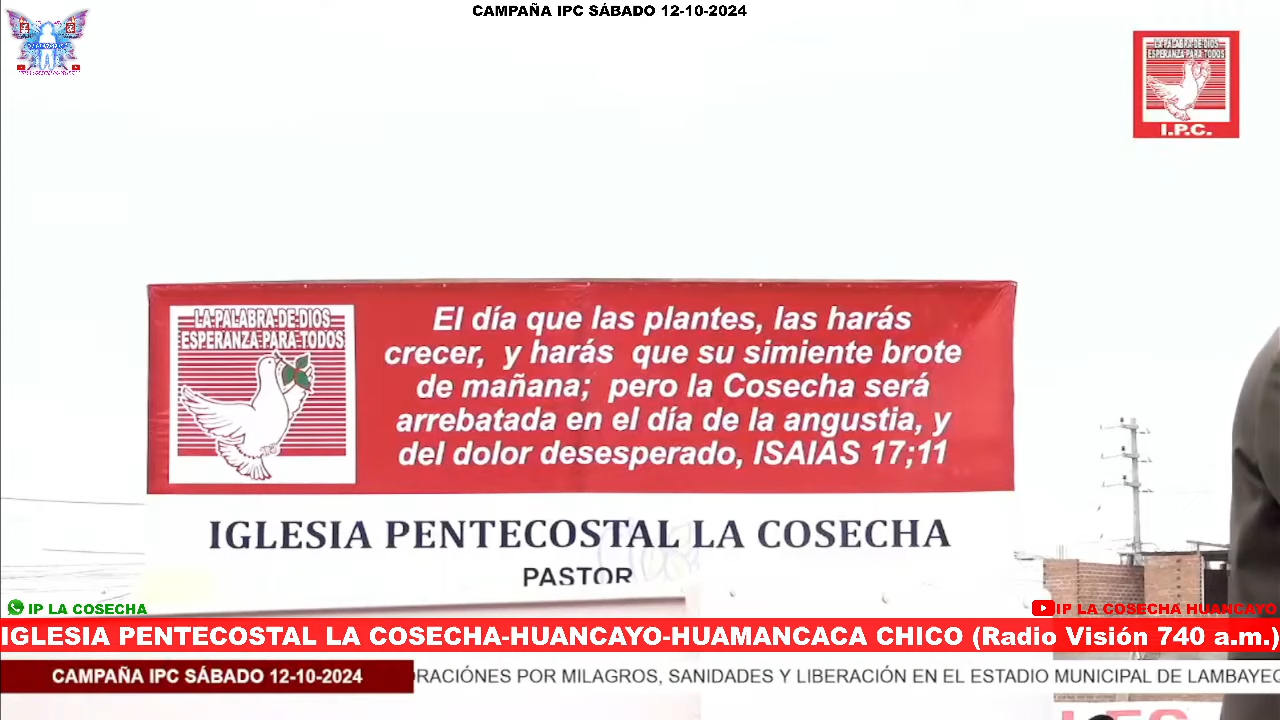 CAMPAÑA IPC SÁBADO 12-10-2024
LA PALABRA DE DIOS
ESPERANZA PARA TODOS
I.P.C.
LA PALABRA DE DIOS
ESPERANZA PARA TODOS
El día que las plantes, las harás
crecer, y harás que su simiente brote
de mañana; pero la Cosecha será
arrebatada en el día de la angustia, y
del dolor desesperado, ISAIAS 17;11
IGLESIA PENTECOSTAL LA COSECHA
PASTOR
IP LA COSECHA
IP LA COSECHA HUANCAYO
IGLESIA PENTECOSTAL LA COSECHA-HUANCAYO-HUAMANCACA CHICO (Radio Visión 740 a.m.)
CAMPAÑA IPC SÁBADO 12-10-2024
ORACIÓNES POR MILAGROS, SANIDADES Y LIBERACIÓN EN EL ESTADIO MUNICIPAL DE LAMBAYEC